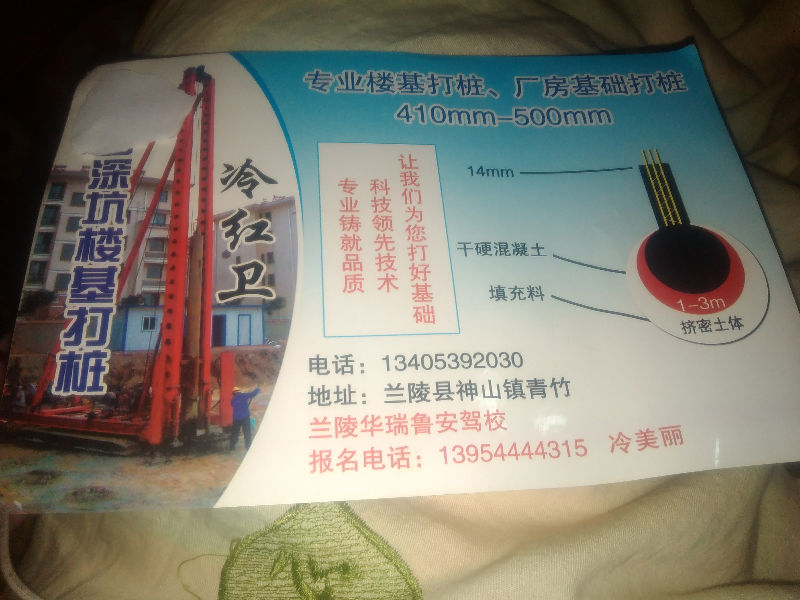 深坑楼基打桩
冷红卫
专业楼基打桩、厂房基础打桩
410mm-500mm
让我们为您打好基础
科技领先技术
专业铸就品质
14mm
干硬混凝土
填充料
1-3m
挤密土体
电话：13405392030
地址：兰陵县神山镇青竹
兰陵华瑞鲁安驾校
报名电话：13954444315 冷美丽